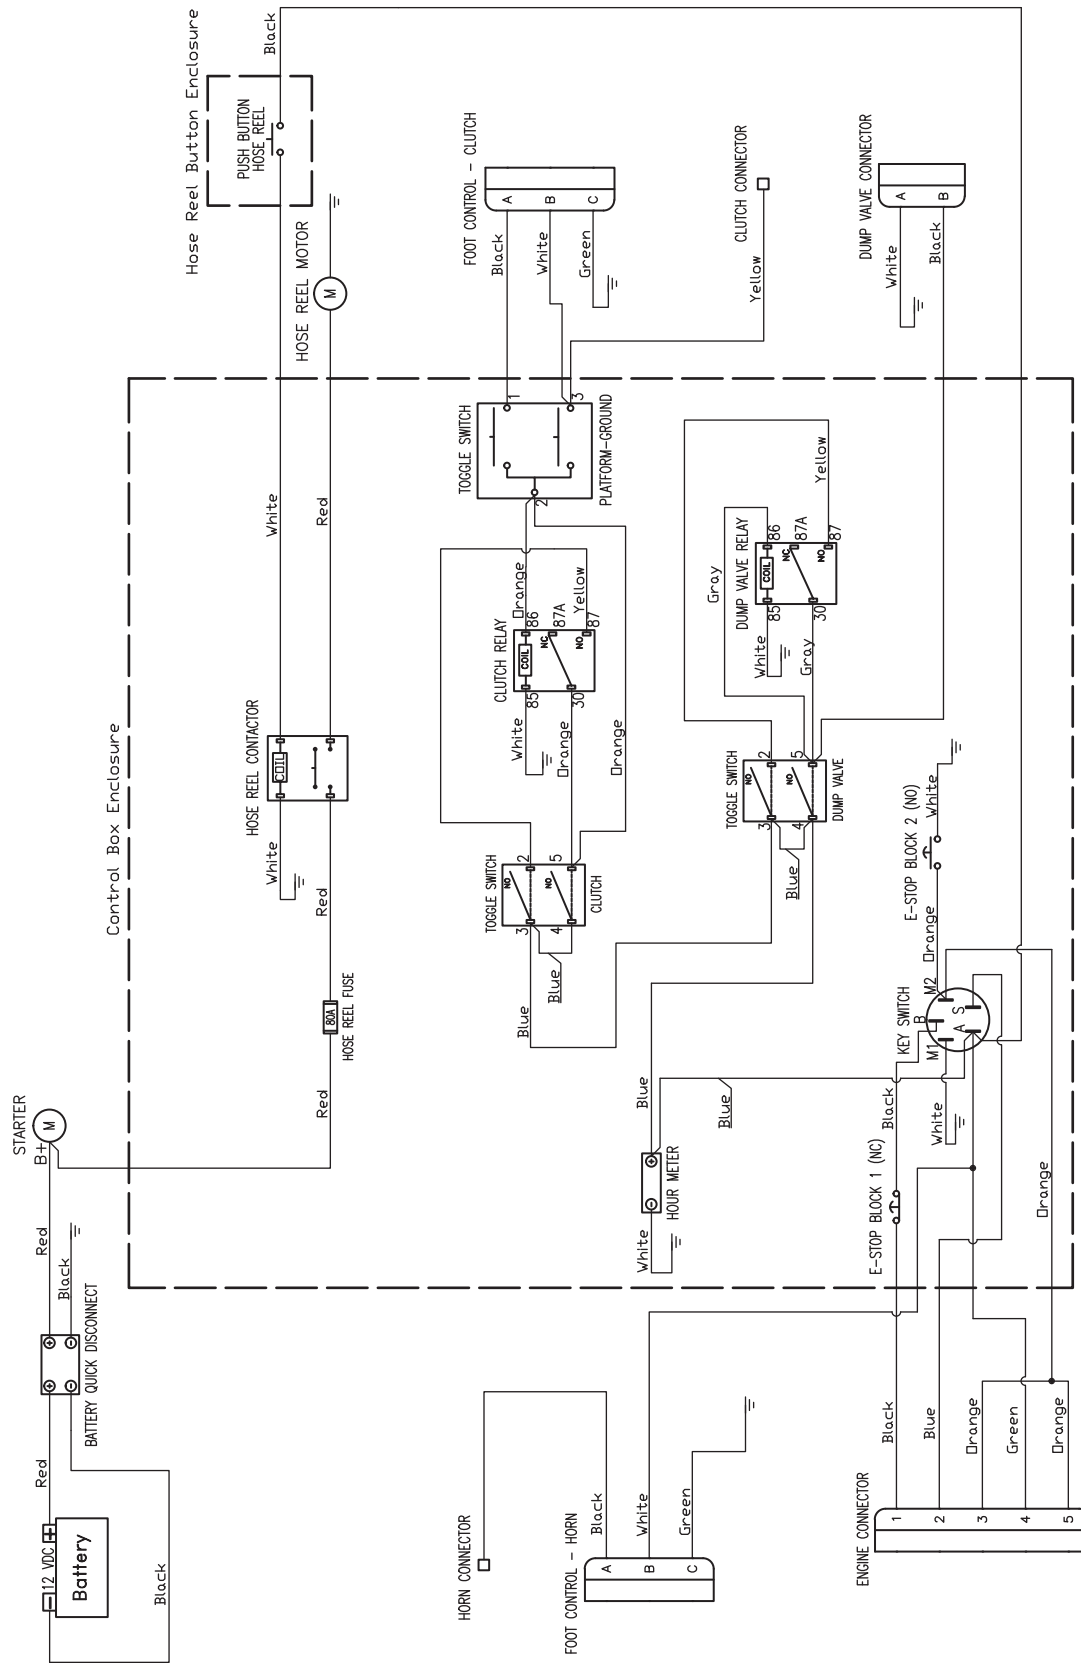 STARTER
M
B+
Red
Black
BATTERY QUICK DISCONNECT
Red
12 VDC
Battery
Black
Control Box Enclosure
Hose Reel Button Enclosure
PUSH BUTTON
HOSE REEL
Black
HOSE REEL MOTOR
M
White
Red
HOSE REEL CONTACTOR
COIL
White
Red
80A
HOSE REEL FUSE
Red
FOOT CONTROL - CLUTCH
A
B
C
Black
White
Green
TOGGLE SWITCH
1
3
2
PLATFORM-GROUND
CLUTCH CONNECTOR
Yellow
CLUTCH RELAY
COIL
NC
NO
85
86
87A
87
30
Orange
Yellow
White
Orange
Orange
TOGGLE SWITCH
NO
NO
2
5
3
4
CLUTCH
Blue
Blue
DUMP VALVE CONNECTOR
A
B
White
Black
DUMP VALVE RELAY
COIL
NC
NO
85
86
87A
87
30
Gray
Yellow
White
Gray
TOGGLE SWITCH
NO
NO
2
5
3
4
DUMP VALVE
Blue
Blue
Blue
HOUR METER
White
E-STOP BLOCK 2 (NO)
White
Orange
KEY SWITCH
M1
B
M2
A
S
Black
White
E-STOP BLOCK 1 (NC)
Orange
HORN CONNECTOR
FOOT CONTROL - HORN
A
B
C
Black
White
Green
ENGINE CONNECTOR
1
2
3
4
5
Black
Blue
Orange
Green
Orange